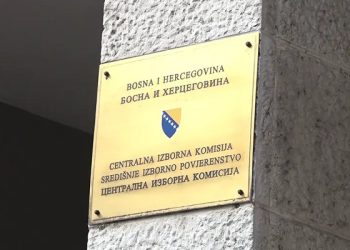 BOSNA I HERCEGOVINA
БОСНА И ХЕРЦЕГОВИНА
CENTRALNA IZBORNA KOMISIJA
SREDIŠNJE IZBORNO POVJERENSTVO
ЦЕНТРАЛНА ИЗБОРНА КОМИСИЈА